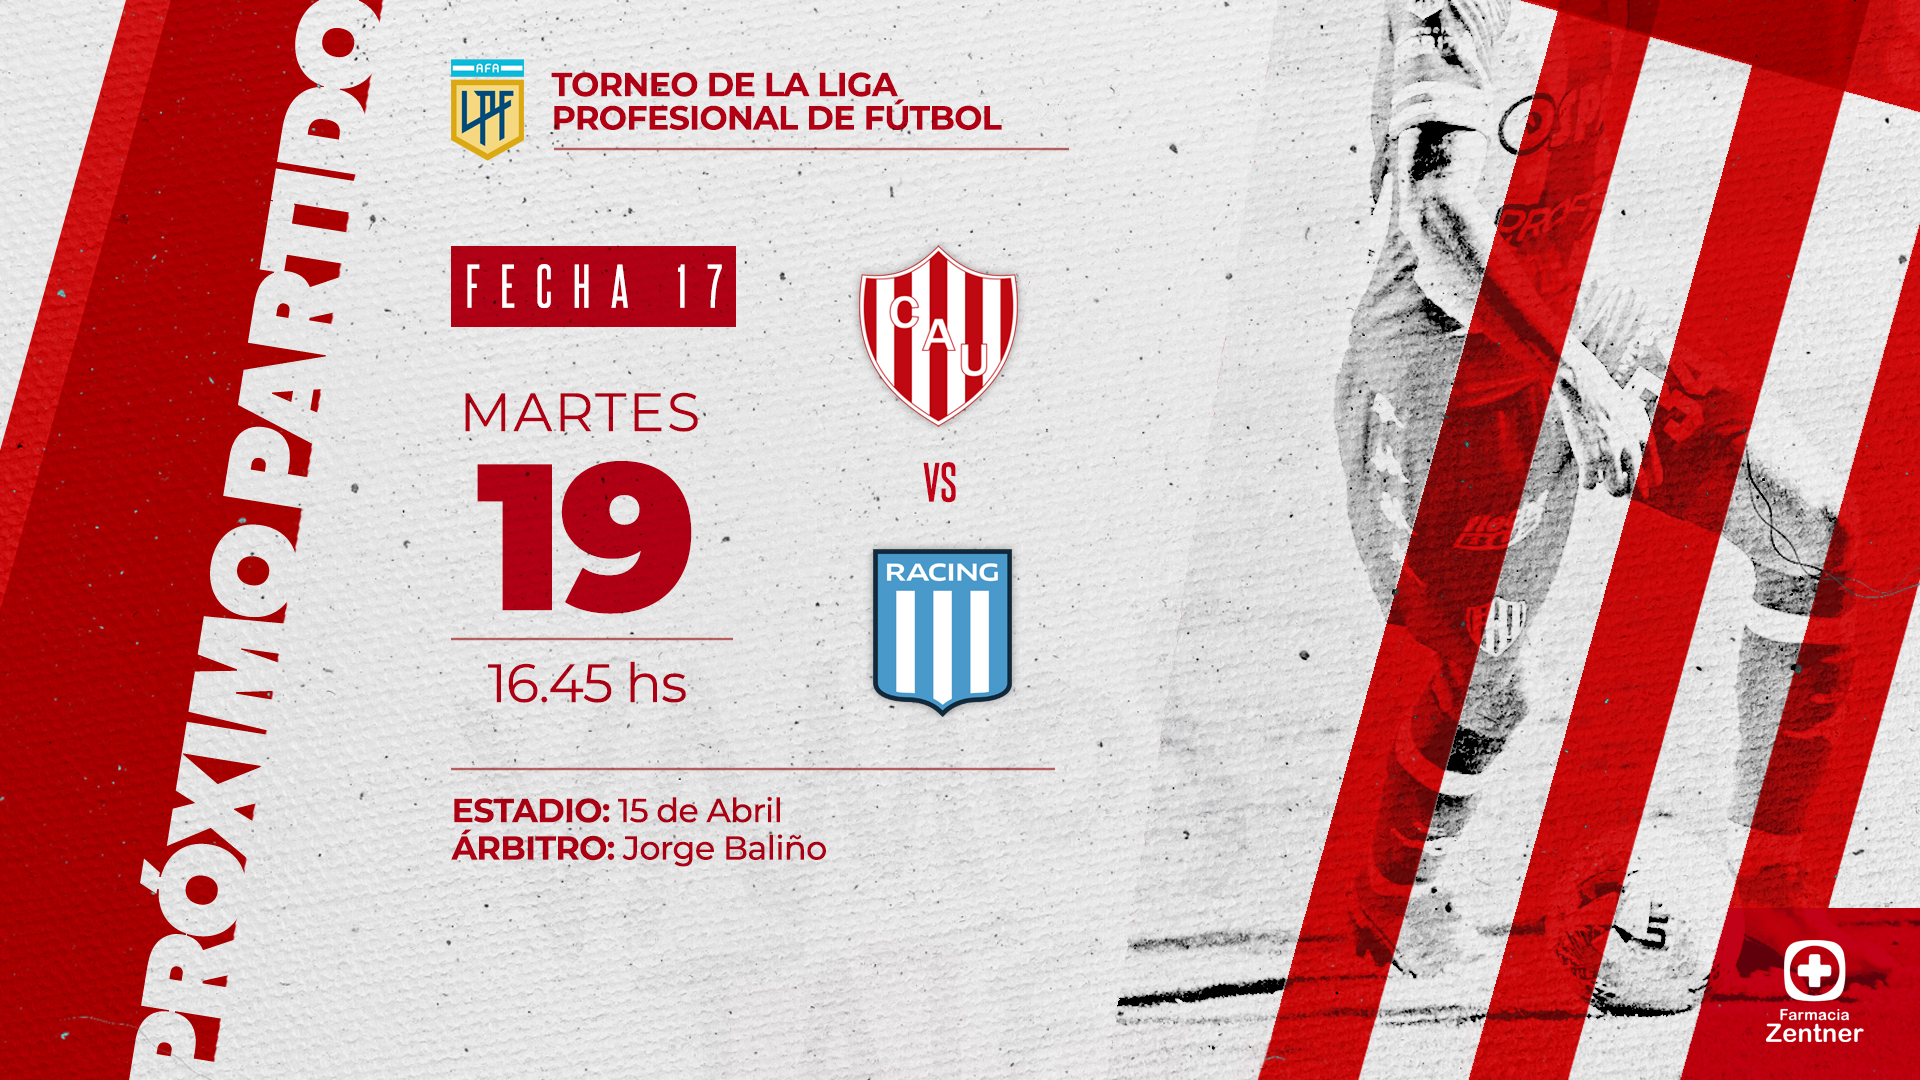 PRÓXIMO PARTIDO
AFA
LPF
TORNEO DE LA LIGA
PROFESIONAL DE FÚTBOL
FECHA 17
MARTES
19
16.45 hs
CAU
VS
RACING
ESTADIO: 15 de Abril
ÁRBITRO: Jorge Baliño
Farmacia
Zentner